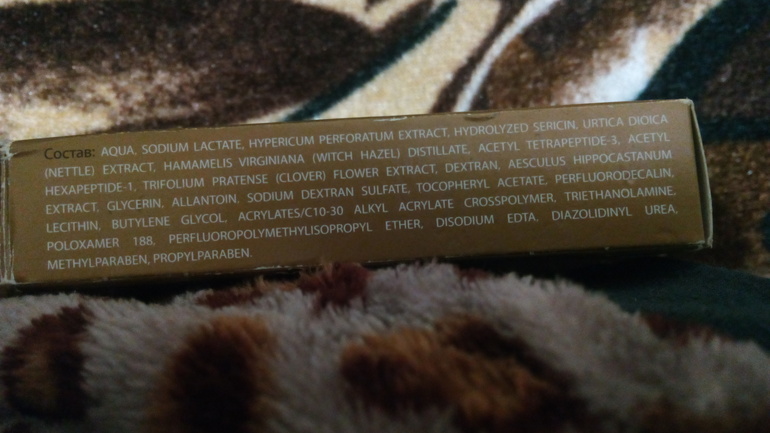 Состав: AQUA, SODIUM LACTATE, HYPERICUM PERFORATUM EXTRACT, HYDROLYZED SERICIN, URTICA DIOICA
(NETTLE) EXTRACT, HAMAMELIS VIRGINIANA (WITCH HAZEL) DISTILLATE, ACETYL TETRAPEPTIDE-3, ACETYL
HEXAPEPTIDE-1, TRIFOLIUM PRATENSE (CLOVER) FLOWER EXTRACT, DEXTRAN, AESCULUS HIPPOCASTANUM
EXTRACT, GLYCERIN, ALLANTOIN, SODIUM DEXTRAN SULFATE, TOCOPHERYL ACETATE, PERFLUORODECALIN,
LECITHIN, BUTYLENE GLYCOL, ACRYLATES/C10-30 ALKYL ACRYLATE CROSSPOLYMER, TRIETHANOLAMINE,
POLOXAMER 188, PERFLUOROPOLYMETHYLISOPROPYL ETHER, DISODIUM EDTA, DIAZOLIDINYL UREA,
METHYLPARABEN, PROPYLPARABEN.